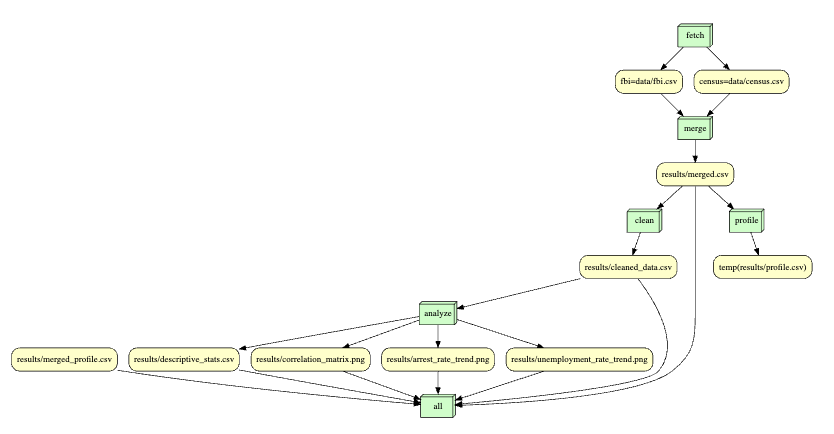 fetch
fbi=data/fbi.csv
census=data/census.csv
merge
results/merged.csv
clean
profile
results/cleaned_data.csv
temp(results/profile.csv)
analyze
results/merged_profile.csv
results/descriptive_stats.csv
results/correlation_matrix.png
results/arrest_rate_trend.png
results/unemployment_rate_trend.png
all